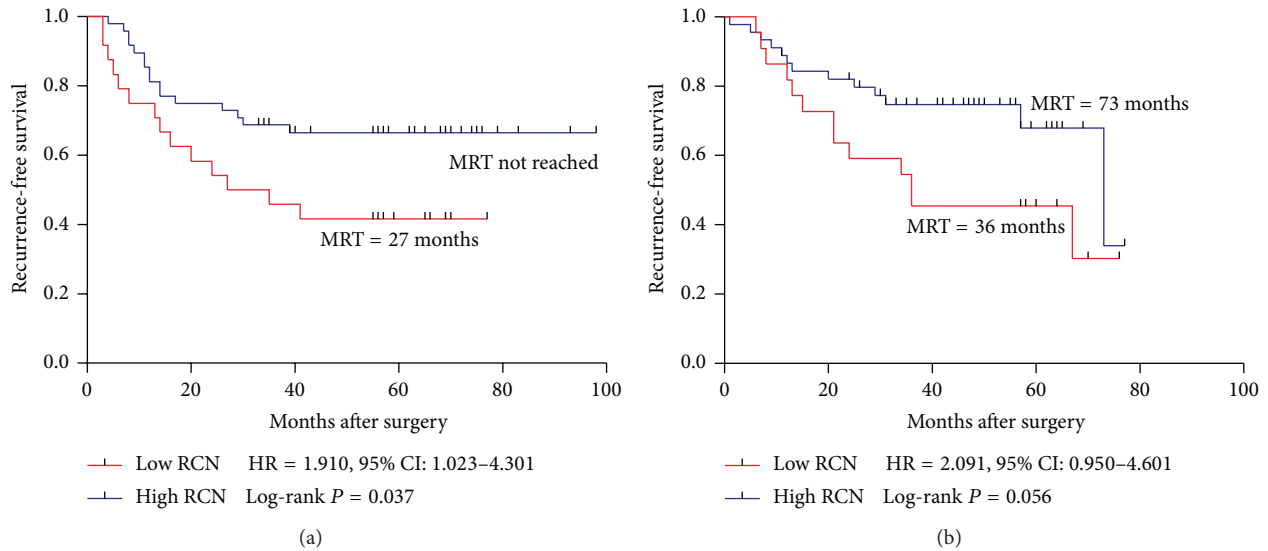 1.0
0.8
0.6
0.4
0.2
0.0
Recurrence-free survival
MRT not reached
MRT = 27 months
0 20 40 60 80 100
Months after surgery
Low RCN HR = 1.910, 95% CI: 1.023–4.301
High RCN Log-rank P = 0.037
(a)
1.0
0.8
0.6
0.4
0.2
0.0
Recurrence-free survival
MRT = 73 months
MRT = 36 months
0 20 40 60 80 100
Months after surgery
Low RCN HR = 2.091, 95% CI: 0.950–4.601
High RCN Log-rank P = 0.056
(b)